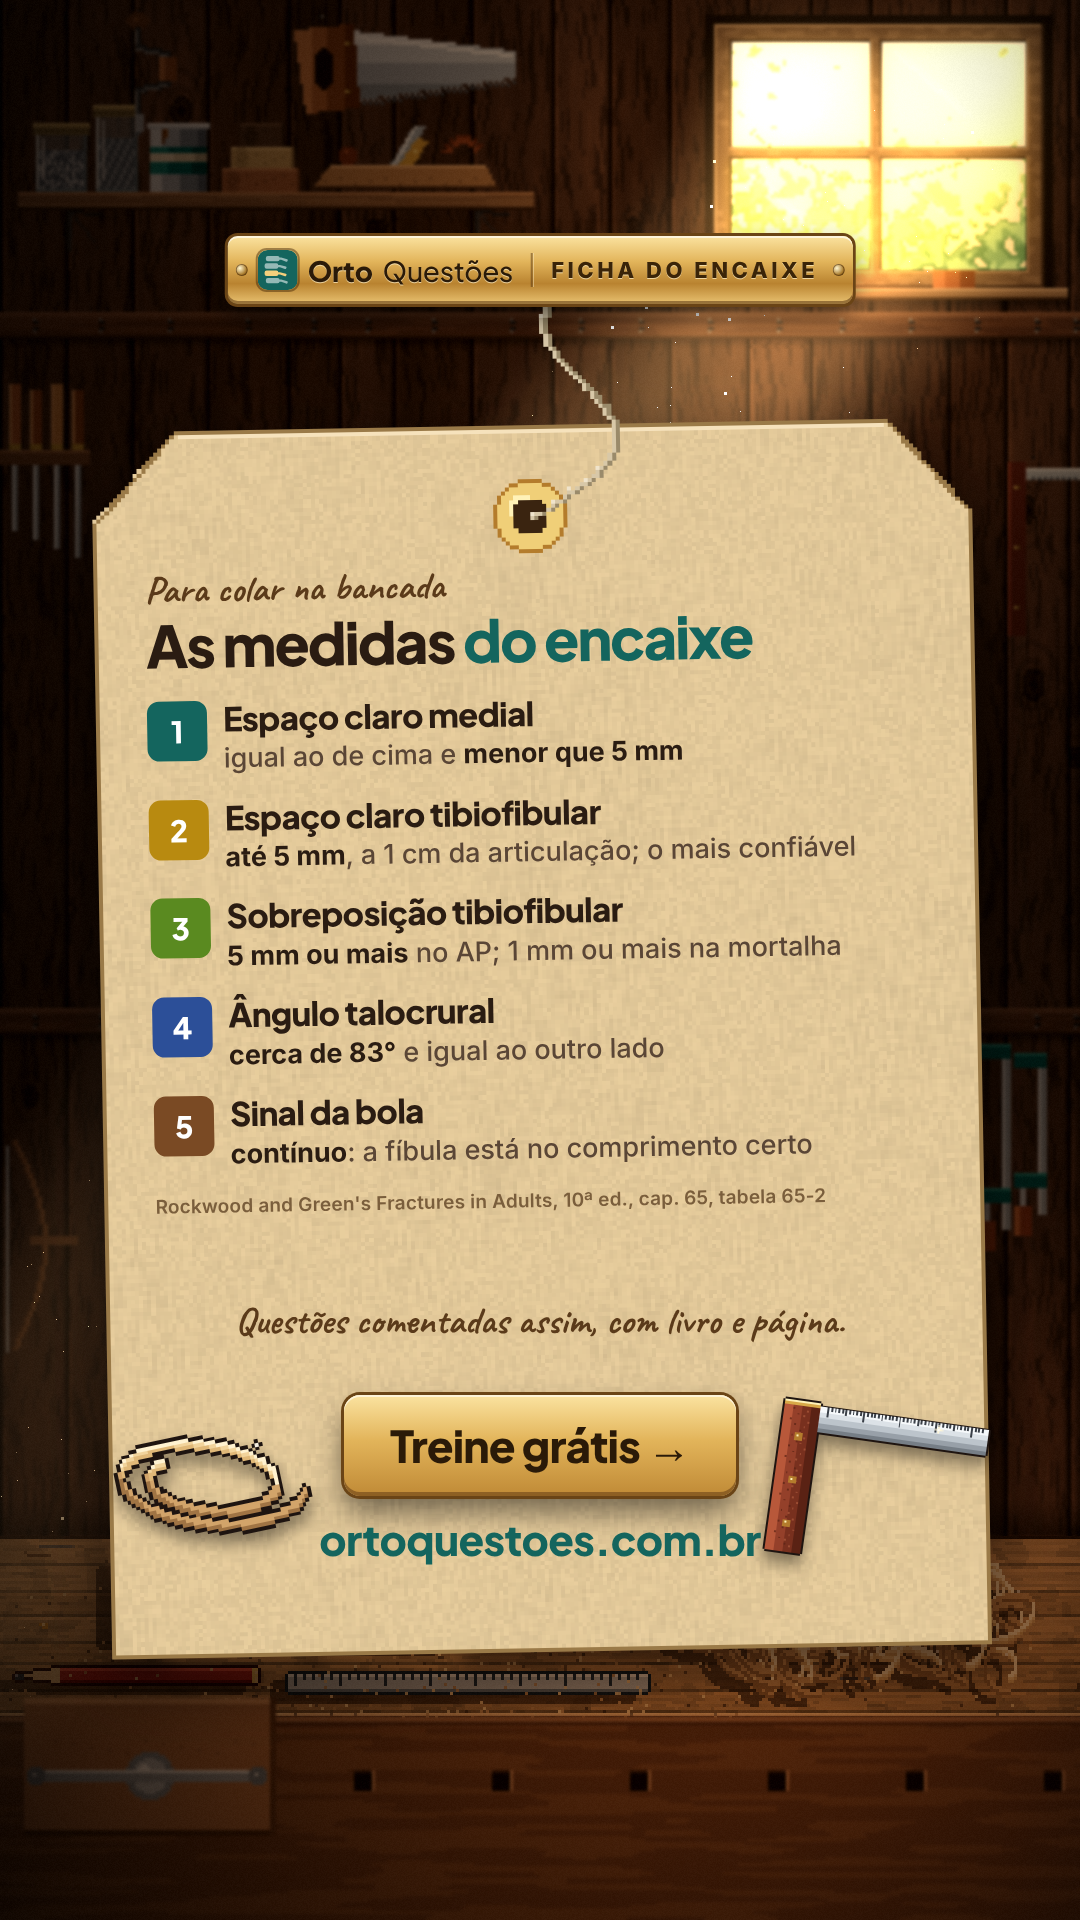 Orto Questões
FICHA DO ENCAIXE
Para colar na bancada
As medidas do encaixe
1
Espaço claro medial
igual ao de cima e menor que 5 mm
2
Espaço claro tibiofibular
até 5 mm, a 1 cm da articulação; o mais confiável
3
Sobreposição tibiofibular
5 mm ou mais no AP; 1 mm ou mais na mortalha
4
Ângulo talocrural
cerca de 83° e igual ao outro lado
5
Sinal da bola
contínuo: a fíbula está no comprimento certo
Rockwood and Green's Fractures in Adults, 10ª ed., cap. 65, tabela 65-2
Questões comentadas assim, com livro e página.
Treine grátis →
ortoquestoes.com.br